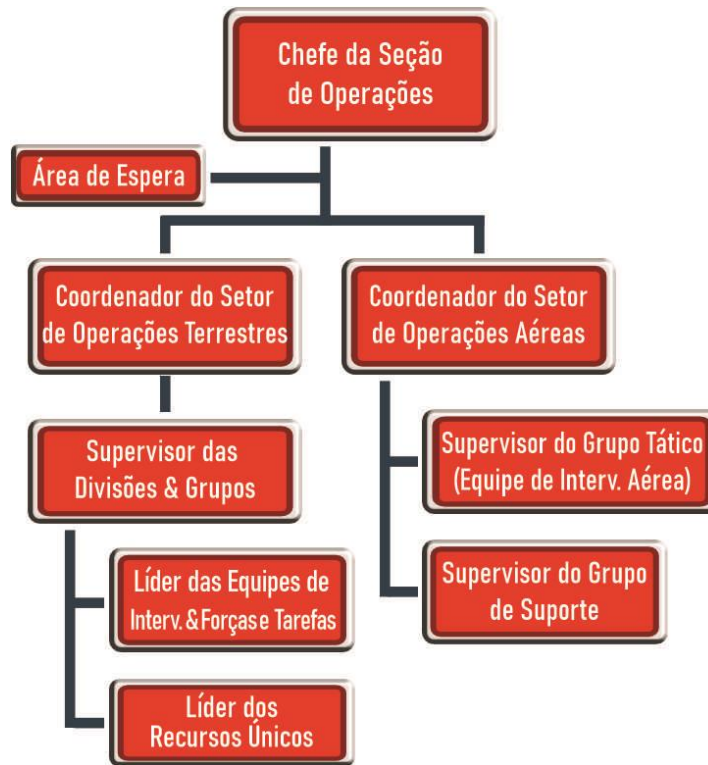 Chefe da Seção
de Operações
Área de Espera
Coordenador do Setor
de Operações Terrestres
Coordenador do Setor
de Operações Aéreas
Supervisor das
Divisões & Grupos
Supervisor do Grupo Tático
(Equipe de Interv. Aérea)
Líder das Equipes de
Interv. & Forças e Tarefas
Supervisor do Grupo
de Suporte
Líder dos
Recursos Únicos